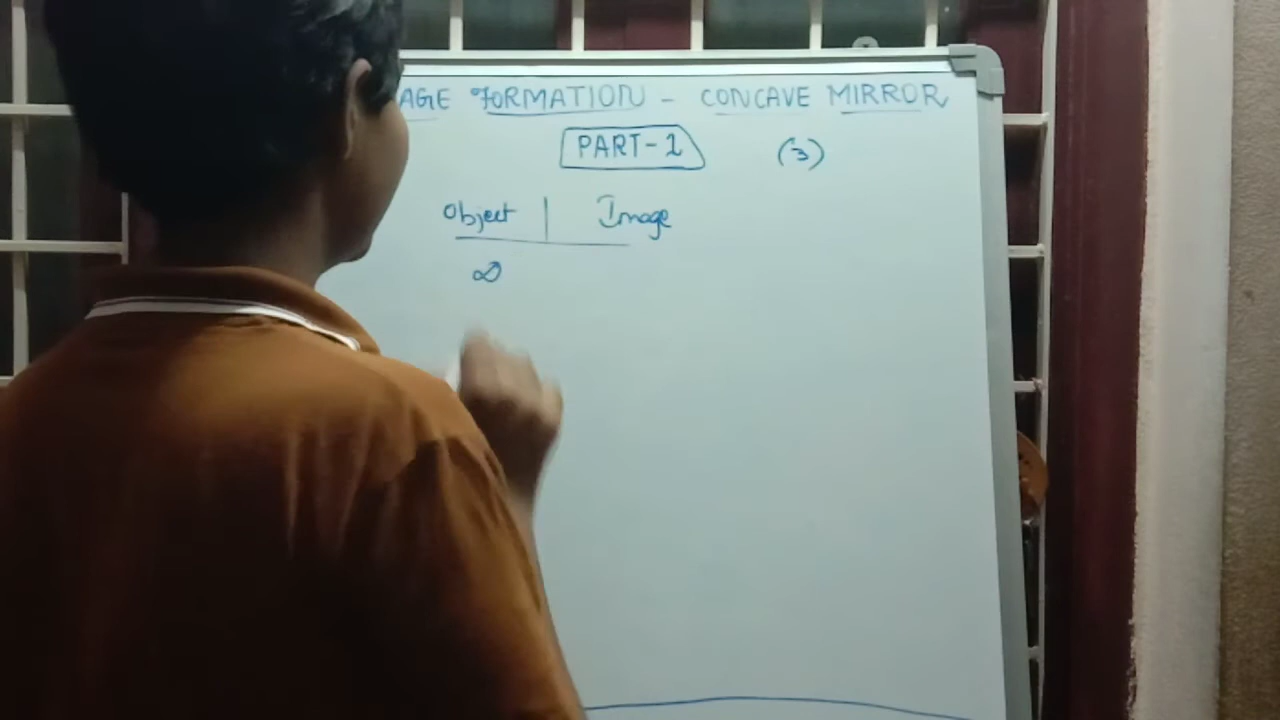 AGE FORMATION - CONCAVE MIRROR
PART-1 (3)
Object | Image
∞